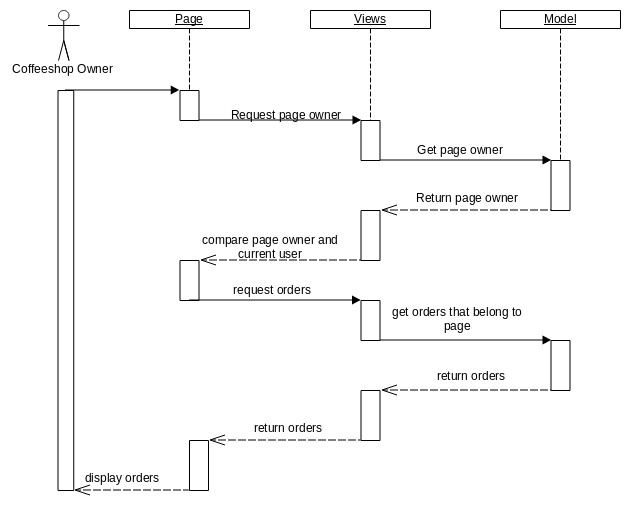 Page
Views
Model
Coffeeshop Owner
Request page owner
Get page owner
Return page owner
compare page owner and
current user
request orders
get orders that belong to
page
return orders
return orders
display orders